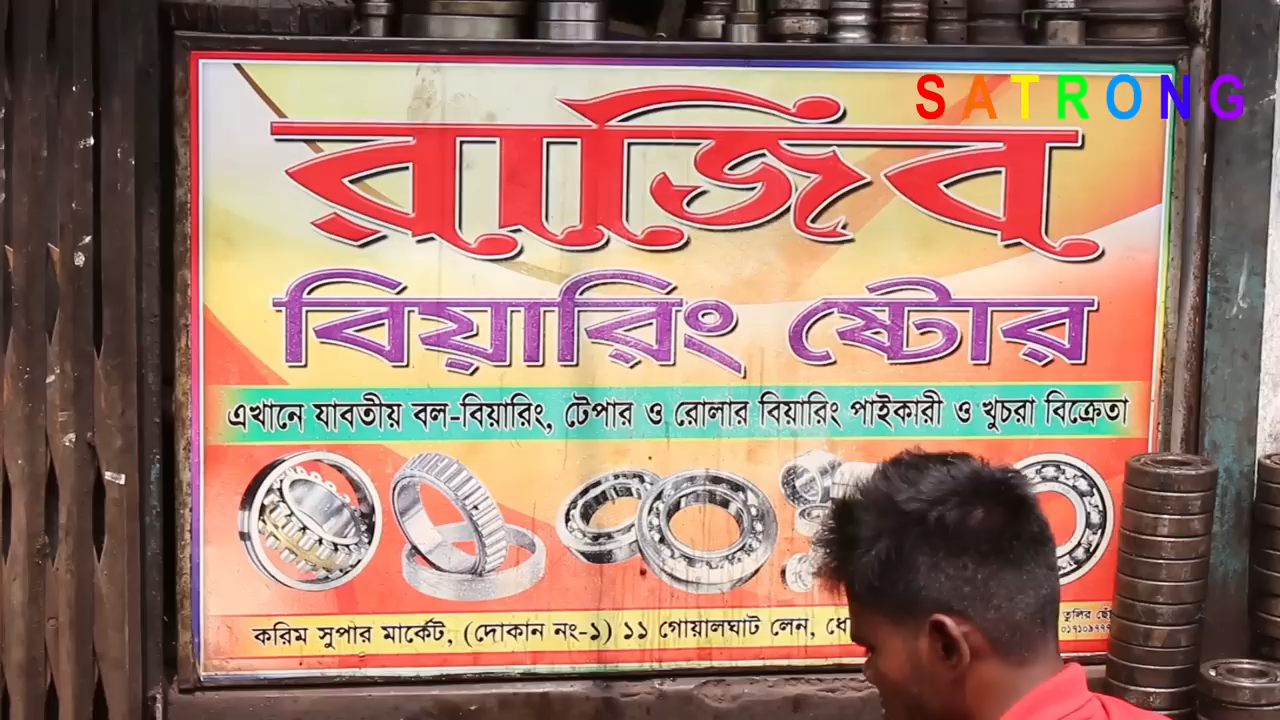 SATRONG
রাজিব
বিয়ারিং ষ্টোর
এখানে যাবতীয় বল-বিয়ারিং, টেপার ও রোলার বিয়ারিং পাইকারী ও খুচরা বিক্রেতা
করিম সুপার মার্কেট, (দোকান নং-১) ১১ গোয়ালঘাট লেন,
তুলির